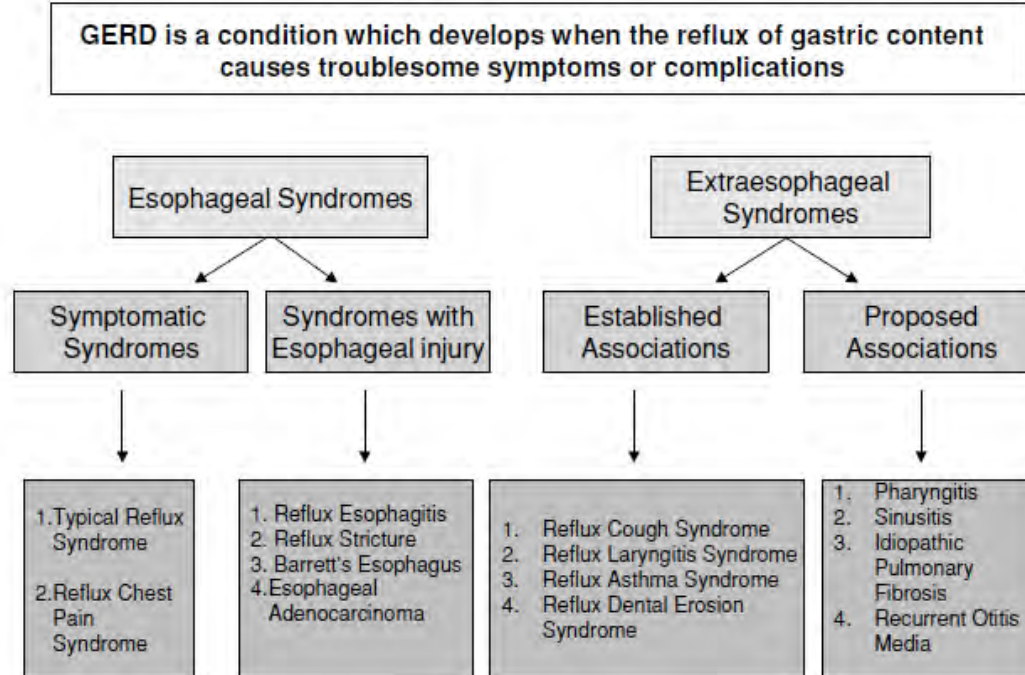 GERD is a condition which develops when the reflux of gastric content
causes troublesome symptoms or complications
Esophageal Syndromes
Extraesophageal
Syndromes
Symptomatic
Syndromes
Syndromes with
Esophageal injury
Established
Associations
Proposed
Associations
1.Typical Reflux
Syndrome
2.Reflux Chest
Pain
Syndrome
1. Reflux Esophagitis
2. Reflux Stricture
3. Barrett's Esophagus
4.Esophageal
Adenocarcinoma
1. Reflux Cough Syndrome
2. Reflux Laryngitis Syndrome
3. Reflux Asthma Syndrome
4. Reflux Dental Erosion
Syndrome
1. Pharyngitis
2. Sinusitis
3. Idiopathic
Pulmonary
Fibrosis
4. Recurrent Otitis
Media